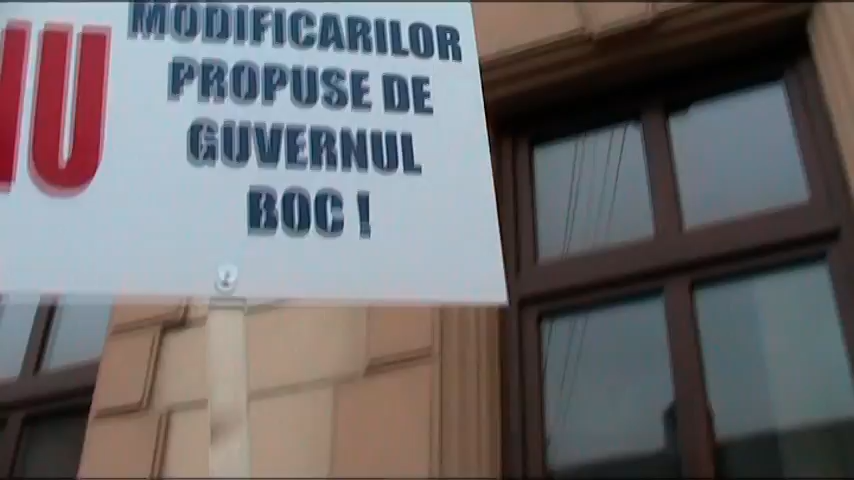 NU
MODIFICARILOR
PROPUSE DE
GUVERNUL
BOC !